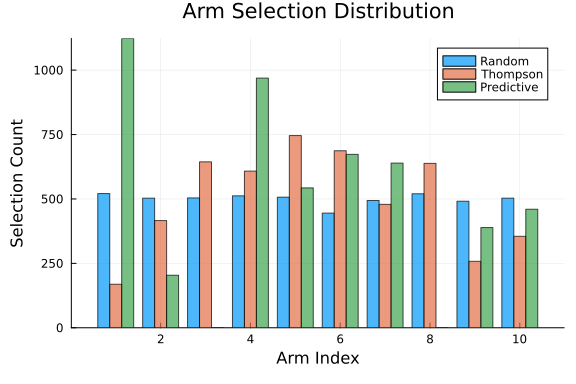 Arm Selection Distribution
Selection Count
1000
750
500
250
0
Random
Thompson
Predictive
2
4
6
8
10
Arm Index